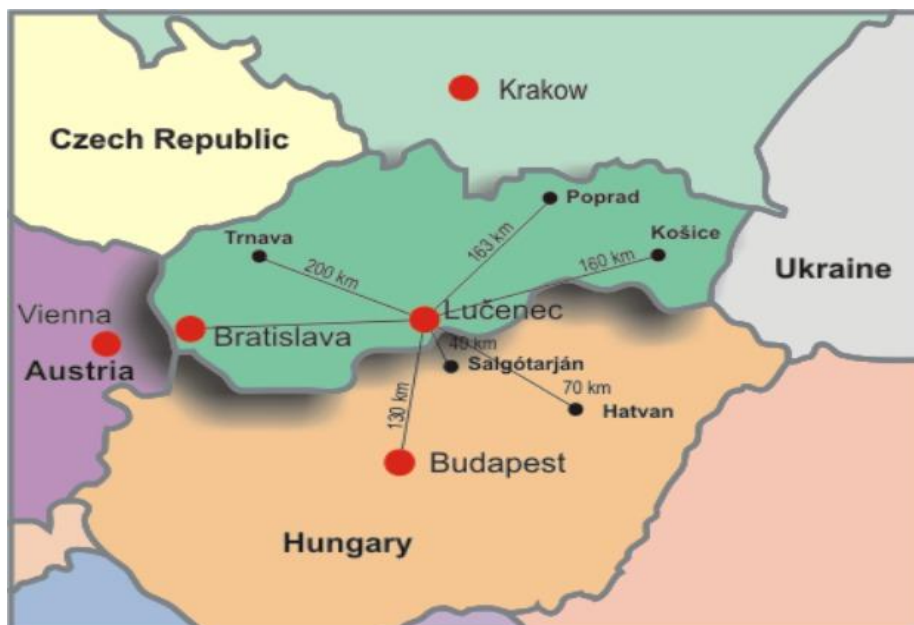 Krakow
Czech Republic
Poprad
Trnava
Košice
163 km
200 km
160 km
Ukraine
Vienna
Lučenec
Bratislava
40 km
Salgótarján
Austria
70 km
130 km
Hatvan
Budapest
Hungary